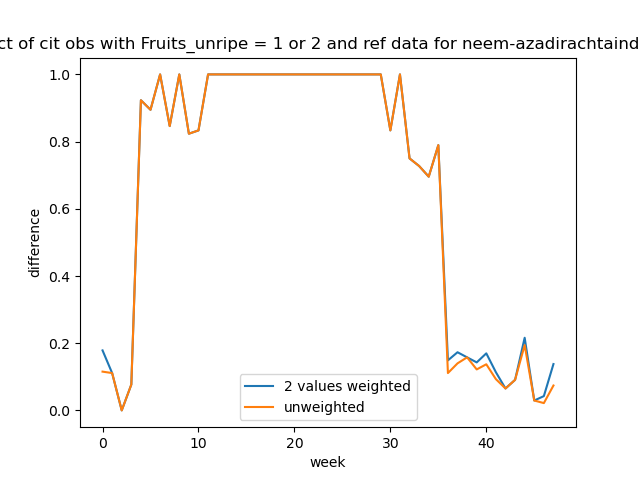 ct of cit obs with Fruits_unripe = 1 or 2 and ref data for neem-azadirachtaind
1.0
0.8
0.6
0.4
0.2
0.0
difference
2 values weighted
unweighted
0 10 20 30 40
week